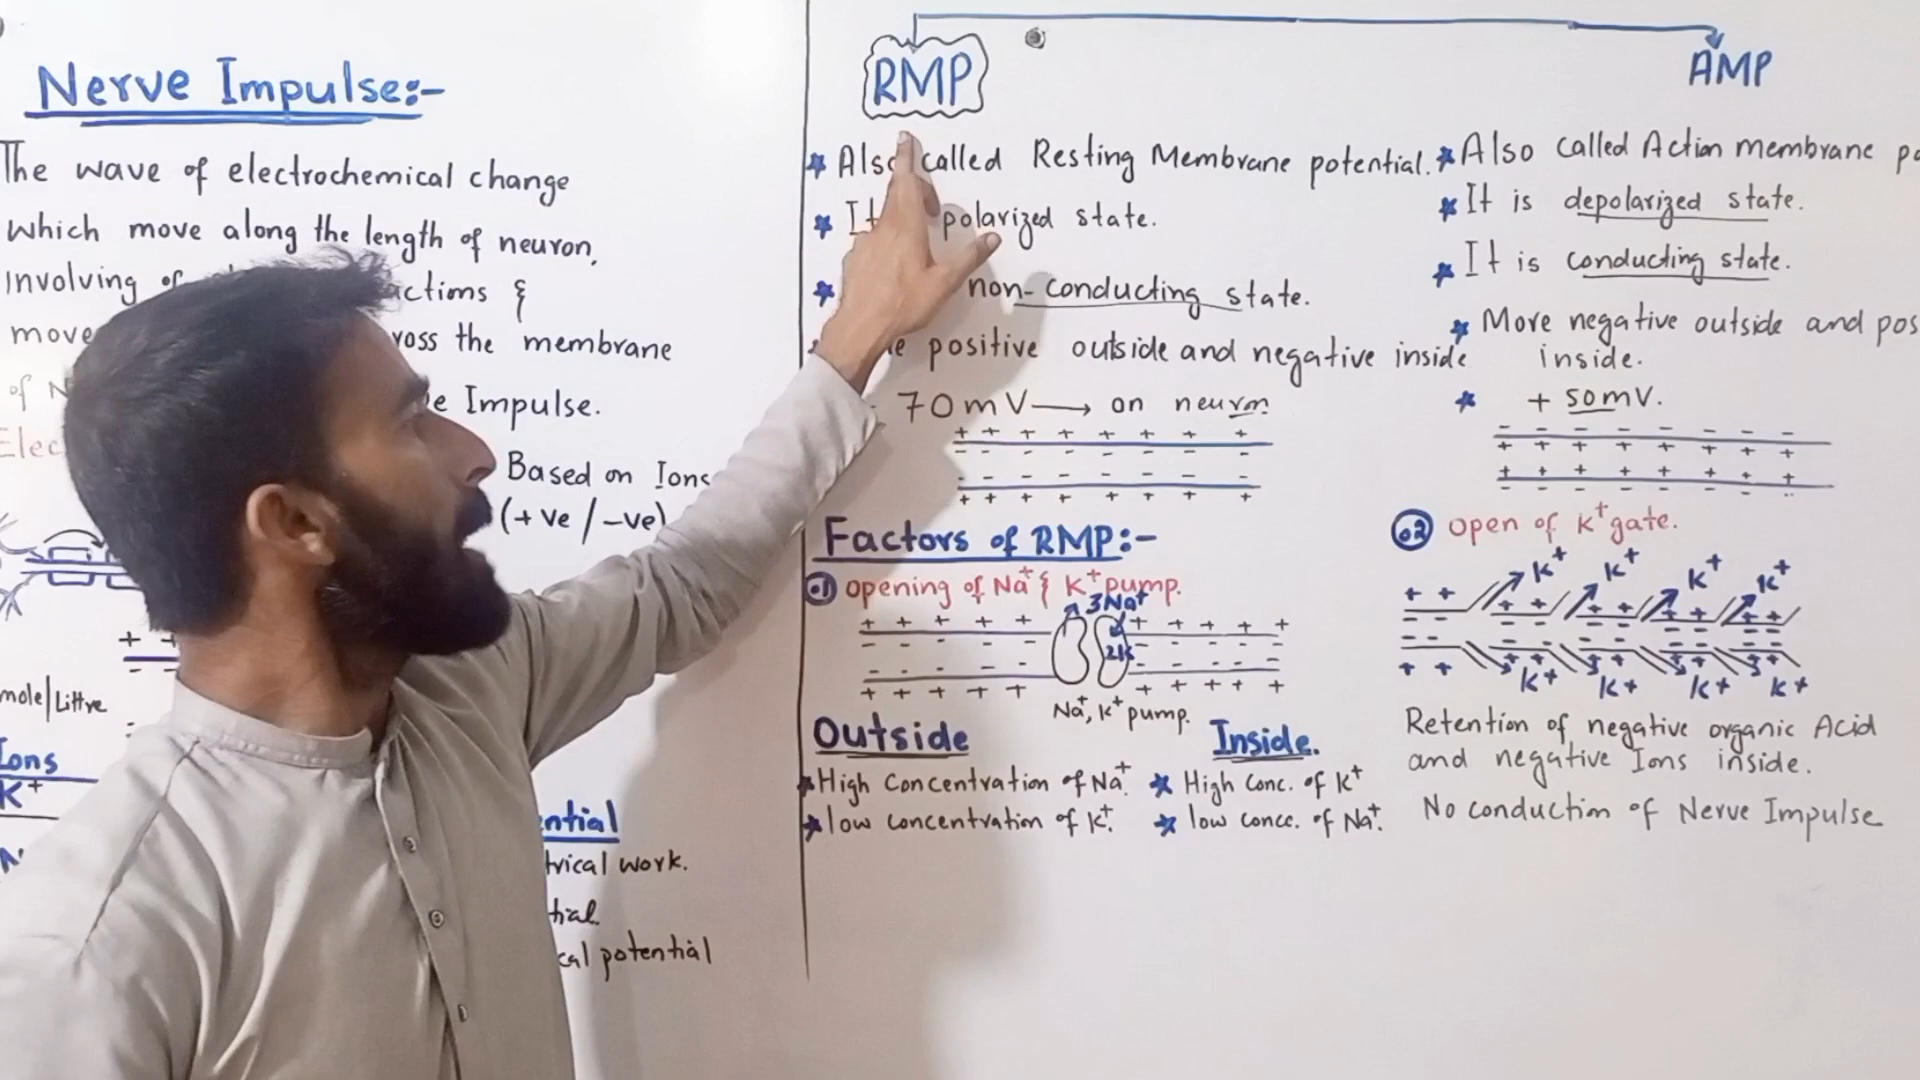 Nerve Impulse:-
The wave of electrochemical change
which move along the length of neuron,
Involving of ctions &
move ross the membrane
of N e Impulse.
Elec Based on Ions
(+ve / -ve)
mole/Littre
Ions
K+
ntial
trical work.
tial.
cal potential
RMP
* Also called Resting Membrane potential.
* It polarized state.
* non-conducting state.
positive outside and negative inside
70mV → on neuron
+ + + + + + + +
- - - - - - -
- - - - - - -
+ + + + + + +
Factors of RMP:-
01 opening of Na+ & K+ pump.
3Na+
2K
Na+, K+ pump.
Outside
* High Concentration of Na+.
* low concentration of K+.
Inside.
* High Conc. of K+
* low conce. of Na+.
AMP
* Also called Action membrane po
* It is depolarized state.
* It is conducting state.
* More negative outside and pos
inside.
* + 50mV.
- - - - - - -
+ + + + + + + +
+ + + + + + +
02 open of K+ gate.
K+ K+ K+ K+
K+ K+ K+ K+
Retention of negative organic Acid
and negative Ions inside.
No conduction of Nerve Impulse